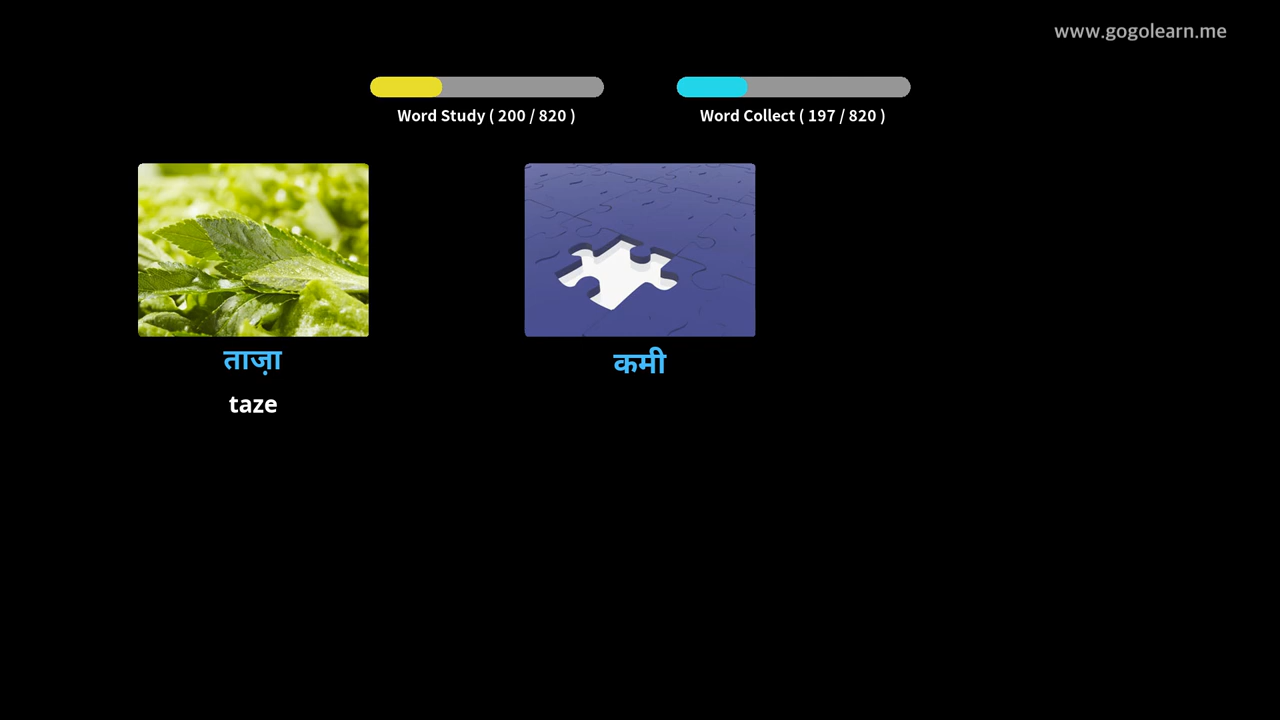 www.gogolearn.me
Word Study ( 200 / 820 )
Word Collect ( 197 / 820 )
ताज़ा
taze
कमी